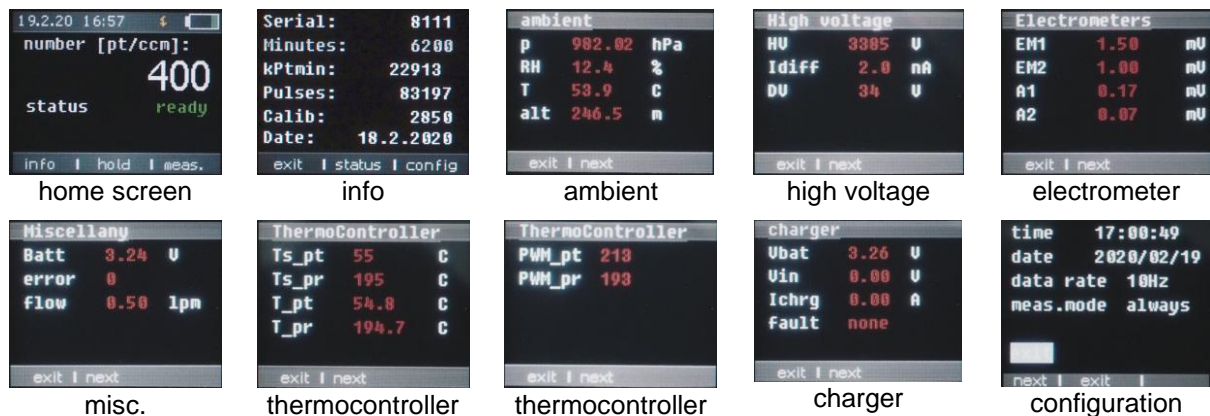 19.2.20 16:57
number [pt/ccm]:
400
status ready
info I hold I meas.
home screen
Serial: 8111
Minutes: 6200
kPtmin: 22913
Pulses: 83197
Calib: 2850
Date: 18.2.2020
exit I status I config
info
ambient
p 982.02 hPa
RH 12.4 %
T 53.9 C
alt 246.5 m
exit I next
ambient
High voltage
HV 3385 V
Idiff 2.0 nA
DV 34 V
exit I next
high voltage
Electrometers
EM1 1.50 mV
EM2 1.00 mV
A1 0.17 mV
A2 0.07 mV
exit I next
electrometer
Miscellany
Batt 3.24 V
error 0
flow 0.50 lpm
exit I next
misc.
ThermoController
Ts_pt 55 C
Ts_pr 195 C
T_pt 54.8 C
T_pr 194.7 C
exit I next
thermocontroller
ThermoController
PWM_pt 213
PWM_pr 193
exit I next
thermocontroller
charger
Vbat 3.26 V
Vin 0.00 V
Ichrg 0.00 A
fault none
exit I next
charger
time 17:00:49
date 2020/02/19
data rate 10Hz
meas.mode always
next I exit I
configuration